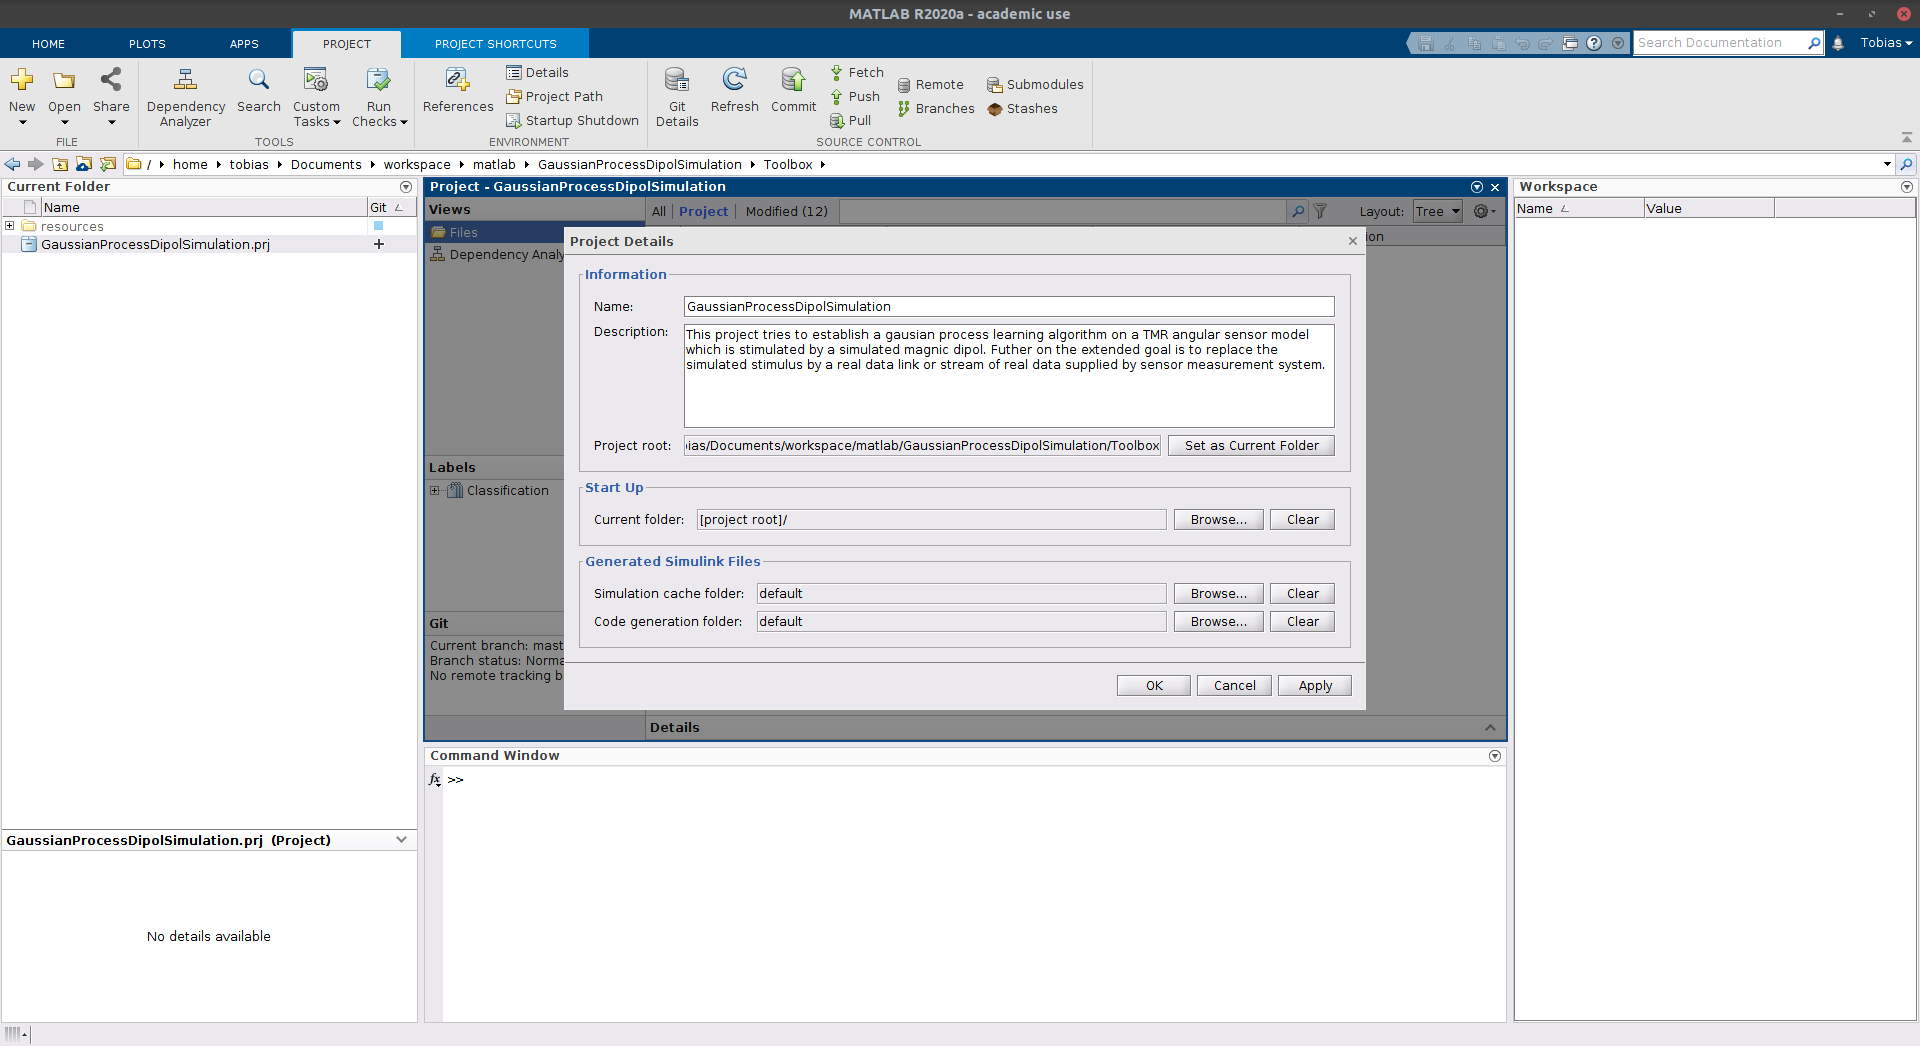 MATLAB R2020a - academic use
HOME PLOTS APPS PROJECT PROJECT SHORTCUTS
Search Documentation Tobias
New Open Share
FILE
Dependency Analyzer Search Custom Tasks Run Checks
TOOLS
References Details Project Path Startup Shutdown
ENVIRONMENT
Git Details Refresh Commit Fetch Push Pull Remote Branches Submodules Stashes
SOURCE CONTROL
/ home tobias Documents workspace matlab GaussianProcessDipolSimulation Toolbox
Current Folder
Name Git
resources
GaussianProcessDipolSimulation.prj
GaussianProcessDipolSimulation.prj (Project)
No details available
Project - GaussianProcessDipolSimulation
Views
All Project Modified (12) Layout: Tree
Files
Dependency Analy
Labels
Classification
Git
Current branch: mast
Branch status: Norma
No remote tracking b
Details
Project Details
Information
Name: GaussianProcessDipolSimulation
Description: This project tries to establish a gausian process learning algorithm on a TMR angular sensor model
which is stimulated by a simulated magnic dipol. Futher on the extended goal is to replace the
simulated stimulus by a real data link or stream of real data supplied by sensor measurement system.
Project root: ias/Documents/workspace/matlab/GaussianProcessDipolSimulation/Toolbox Set as Current Folder
Start Up
Current folder: [project root]/ Browse... Clear
Generated Simulink Files
Simulation cache folder: default Browse... Clear
Code generation folder: default Browse... Clear
OK Cancel Apply
Command Window
fx >>
Workspace
Name Value